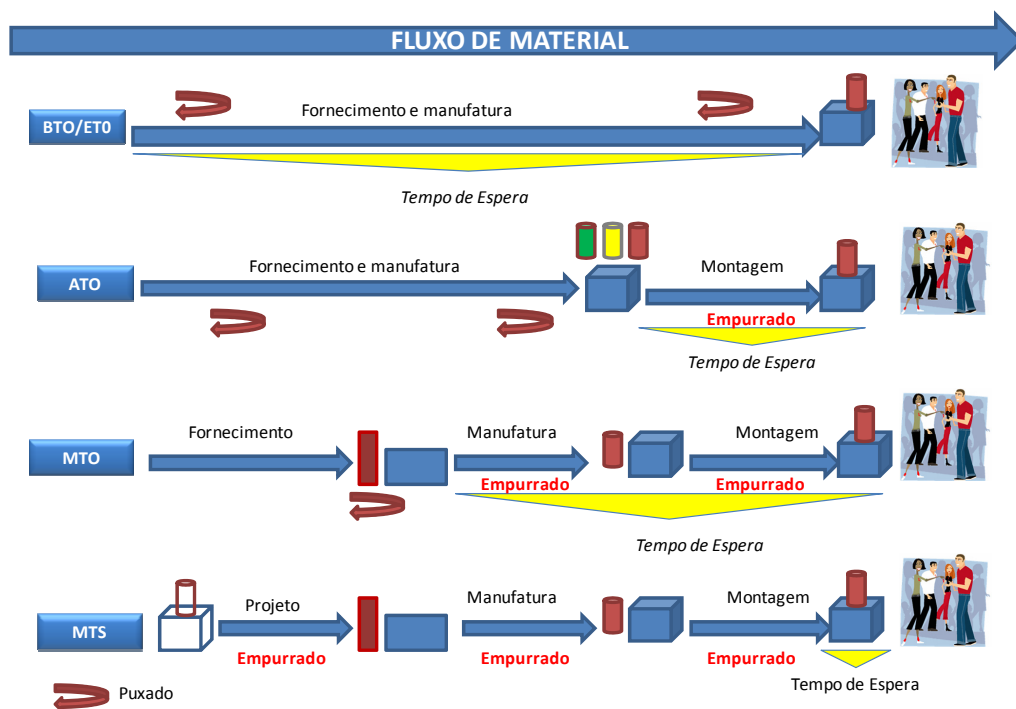 FLUXO DE MATERIAL
Fornecimento e manufatura
BTO/ET0
Tempo de Espera
Fornecimento e manufatura
Montagem
ATO
Empurrado
Tempo de Espera
Fornecimento
Manufatura
Montagem
MTO
Empurrado
Empurrado
Tempo de Espera
Projeto
Manufatura
Montagem
MTS
Empurrado
Empurrado
Empurrado
Tempo de Espera
Puxado